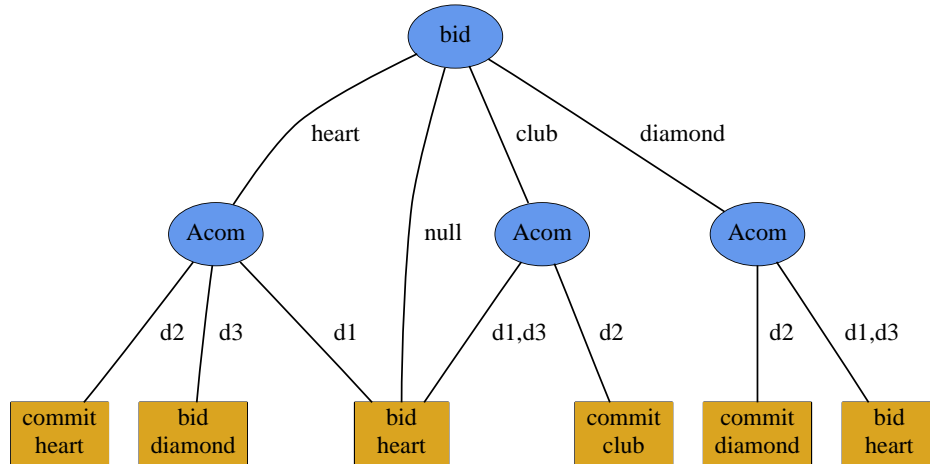 bid
heart
club
diamond
null
Acom
Acom
Acom
d2
d3
d1
d1,d3
d2
d2
d1,d3
commit
heart
bid
diamond
bid
heart
commit
club
commit
diamond
bid
heart